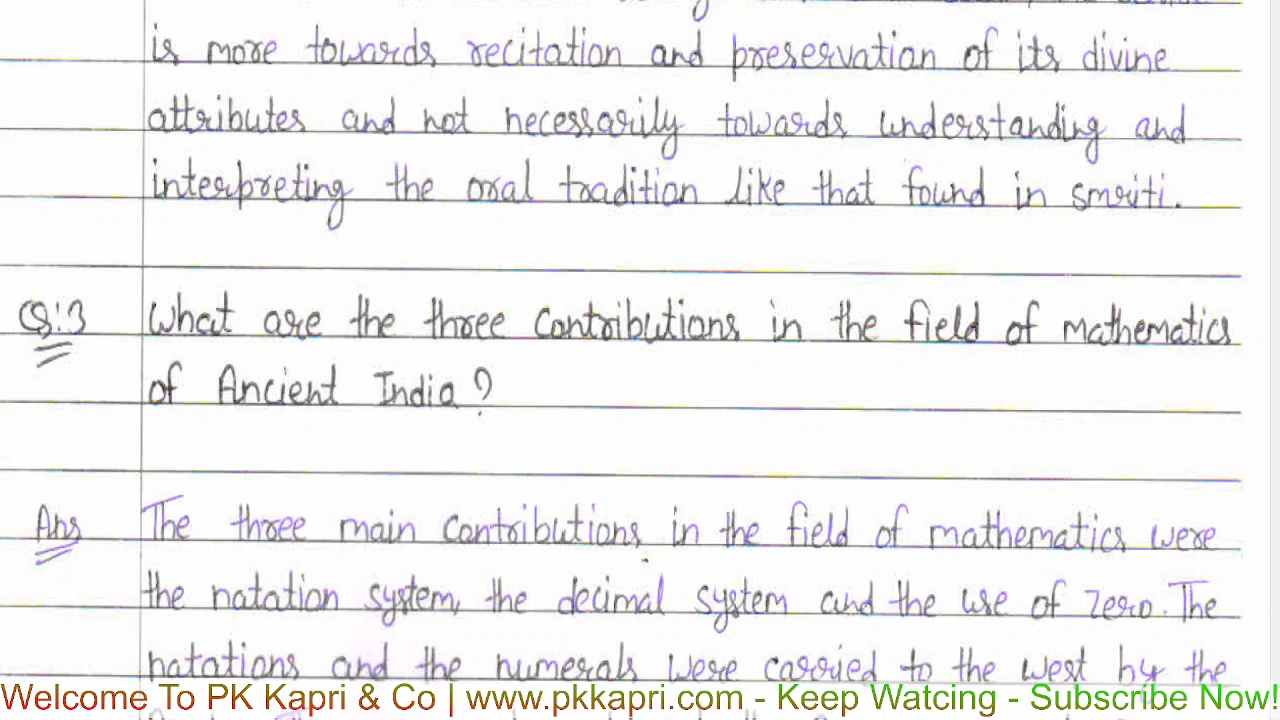 is more towards recitation and preservation of its divine
attributes and not necessarily towards understanding and
interpreting the oral tradition like that found in smriti.
Q:3 What are the three contributions in the field of mathematics
of Ancient India?
Ans The three main contributions in the field of mathematics were
the natation system, the decimal system and the use of zero. The
natations and the numerals were carried to the west by the
Welcome To PK Kapri & Co | www.pkkapri.com - Keep Watcing - Subscribe Now!